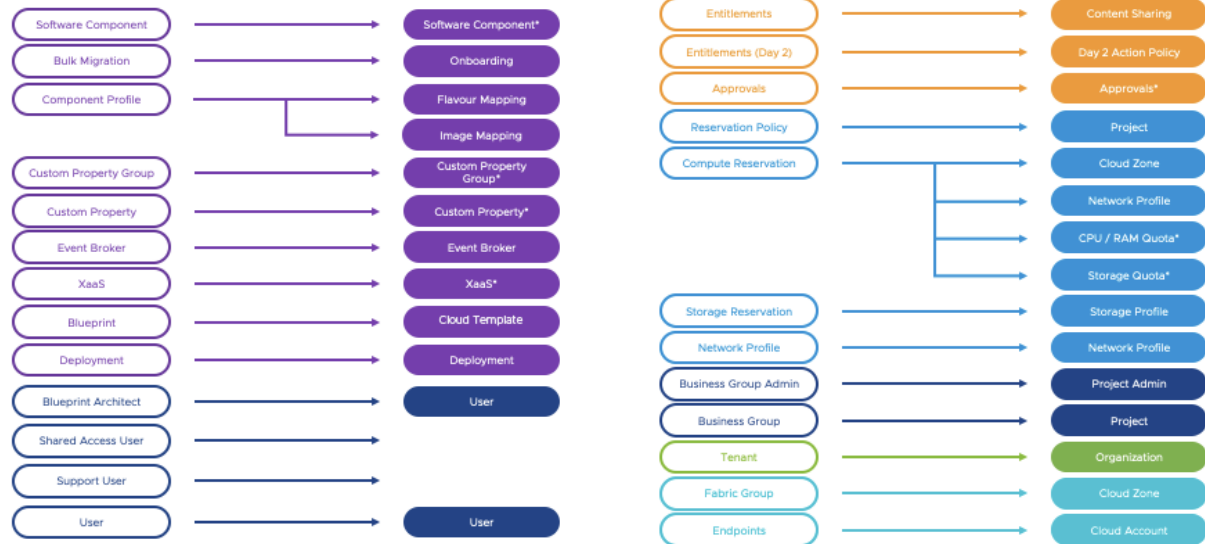 Software Component
Software Component*
Bulk Migration
Onboarding
Component Profile
Flavour Mapping
Image Mapping
Custom Property Group
Custom Property
Group*
Custom Property
Custom Property*
Event Broker
Event Broker
XaaS
XaaS*
Blueprint
Cloud Template
Deployment
Deployment
Blueprint Architect
User
Shared Access User
Support User
User
User
Entitlements
Content Sharing
Entitlements (Day 2)
Day 2 Action Policy
Approvals
Approvals*
Reservation Policy
Project
Compute Reservation
Cloud Zone
Network Profile
CPU / RAM Quota*
Storage Quota*
Storage Reservation
Storage Profile
Network Profile
Network Profile
Business Group Admin
Project Admin
Business Group
Project
Tenant
Organization
Fabric Group
Cloud Zone
Endpoints
Cloud Account